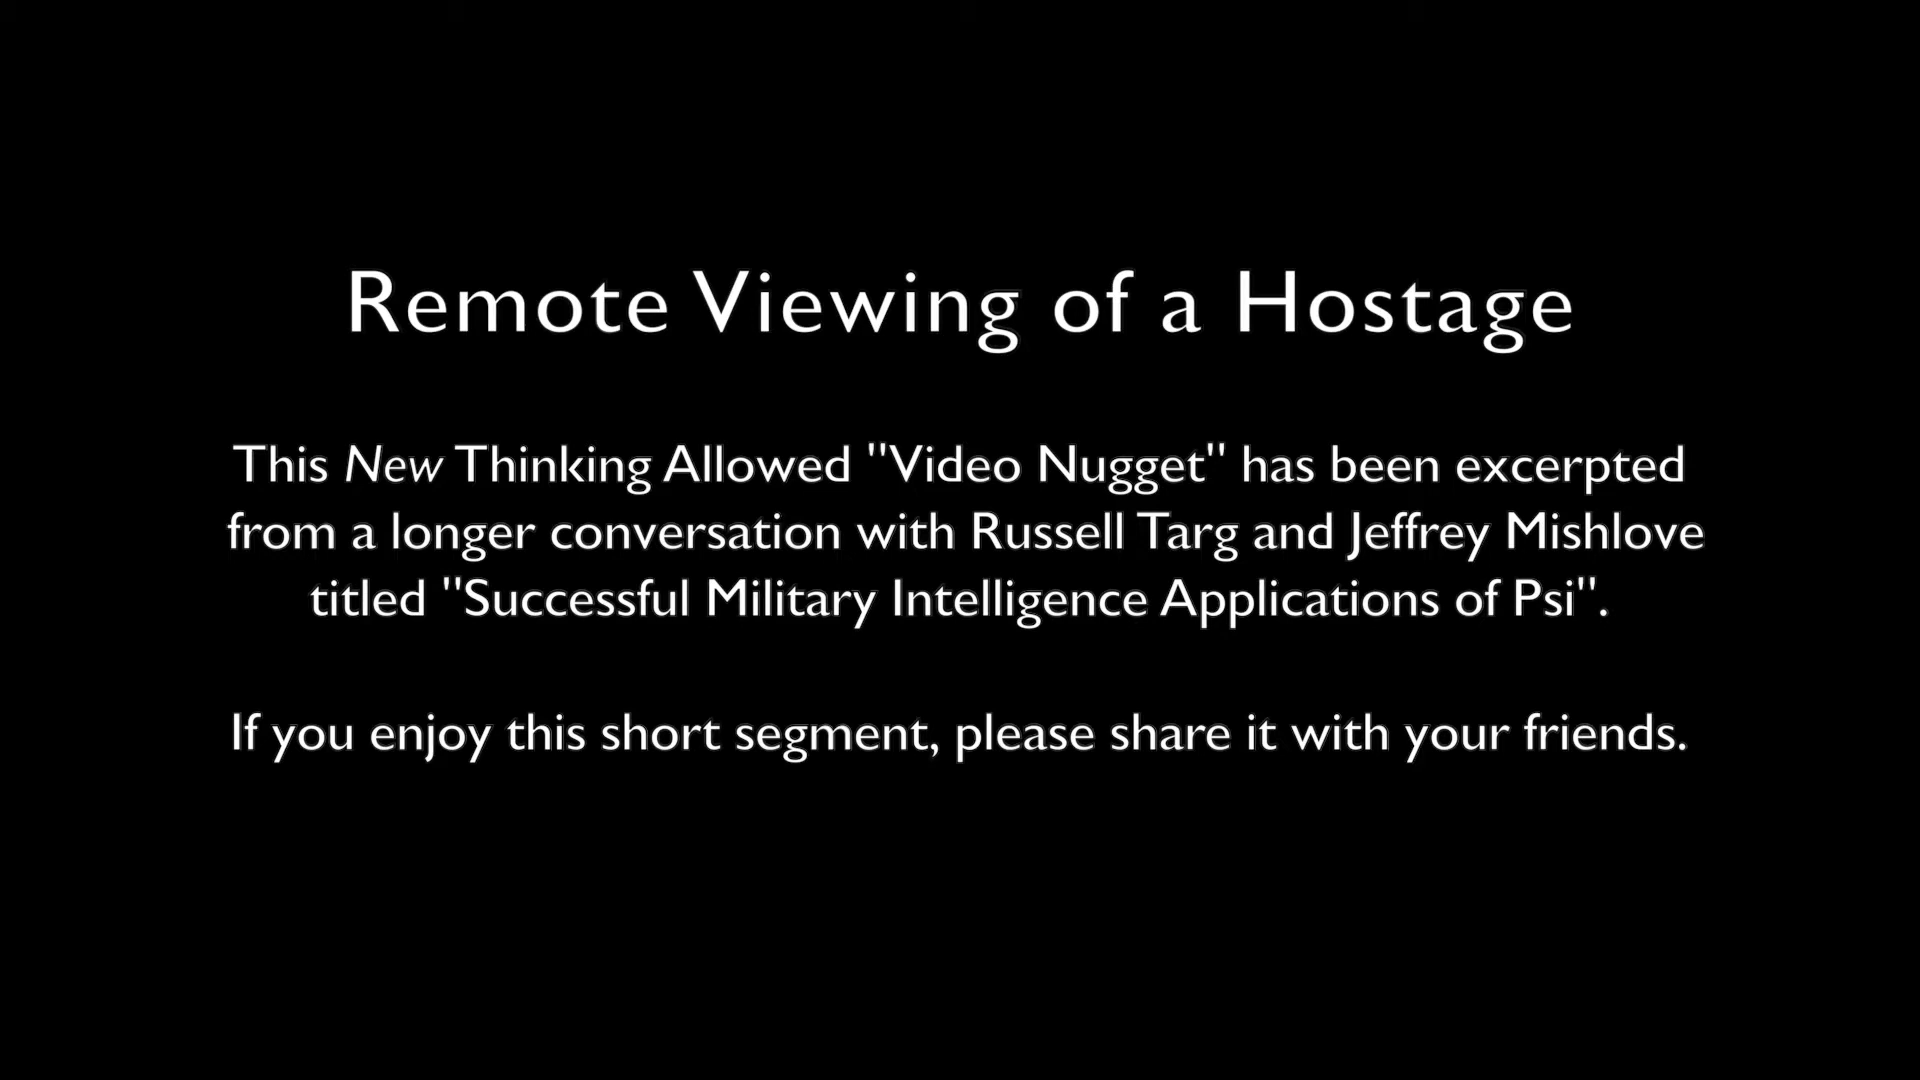 Remote Viewing of a Hostage
This New Thinking Allowed "Video Nugget" has been excerpted
from a longer conversation with Russell Targ and Jeffrey Mishlove
titled "Successful Military Intelligence Applications of Psi".
If you enjoy this short segment, please share it with your friends.